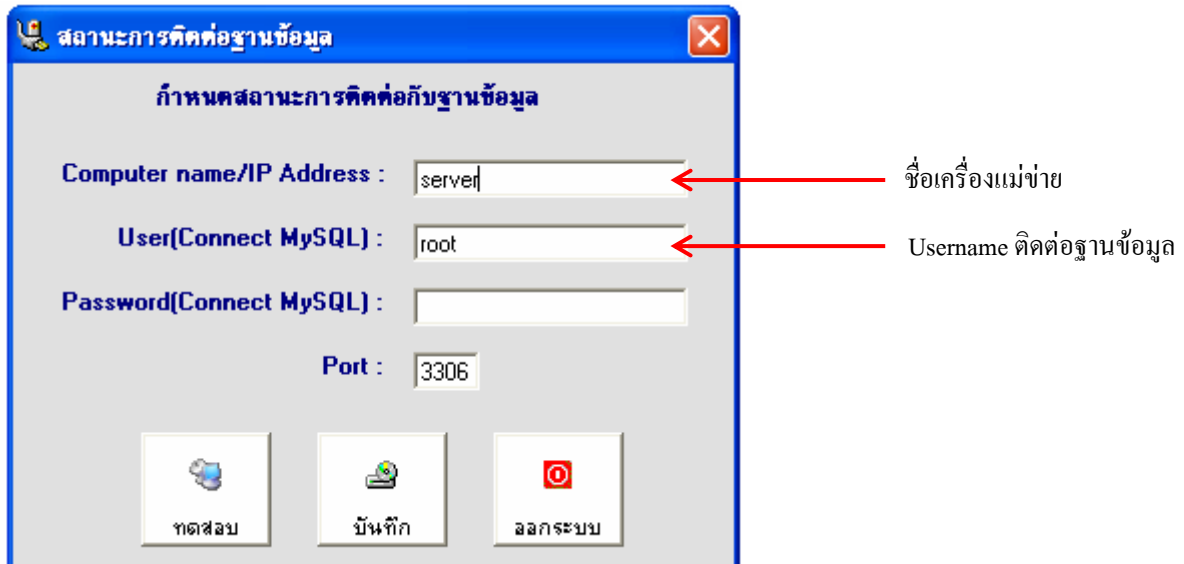 สถานะการติดต่อฐานข้อมูล
กำหนดสถานะการติดต่อกับฐานข้อมูล
Computer name/IP Address : server ชื่อเครื่องแม่ข่าย
User(Connect MySQL) : root Username ติดต่อฐานข้อมูล
Password(Connect MySQL) :
Port : 3306
ทดสอบ บันทึก ออกระบบ